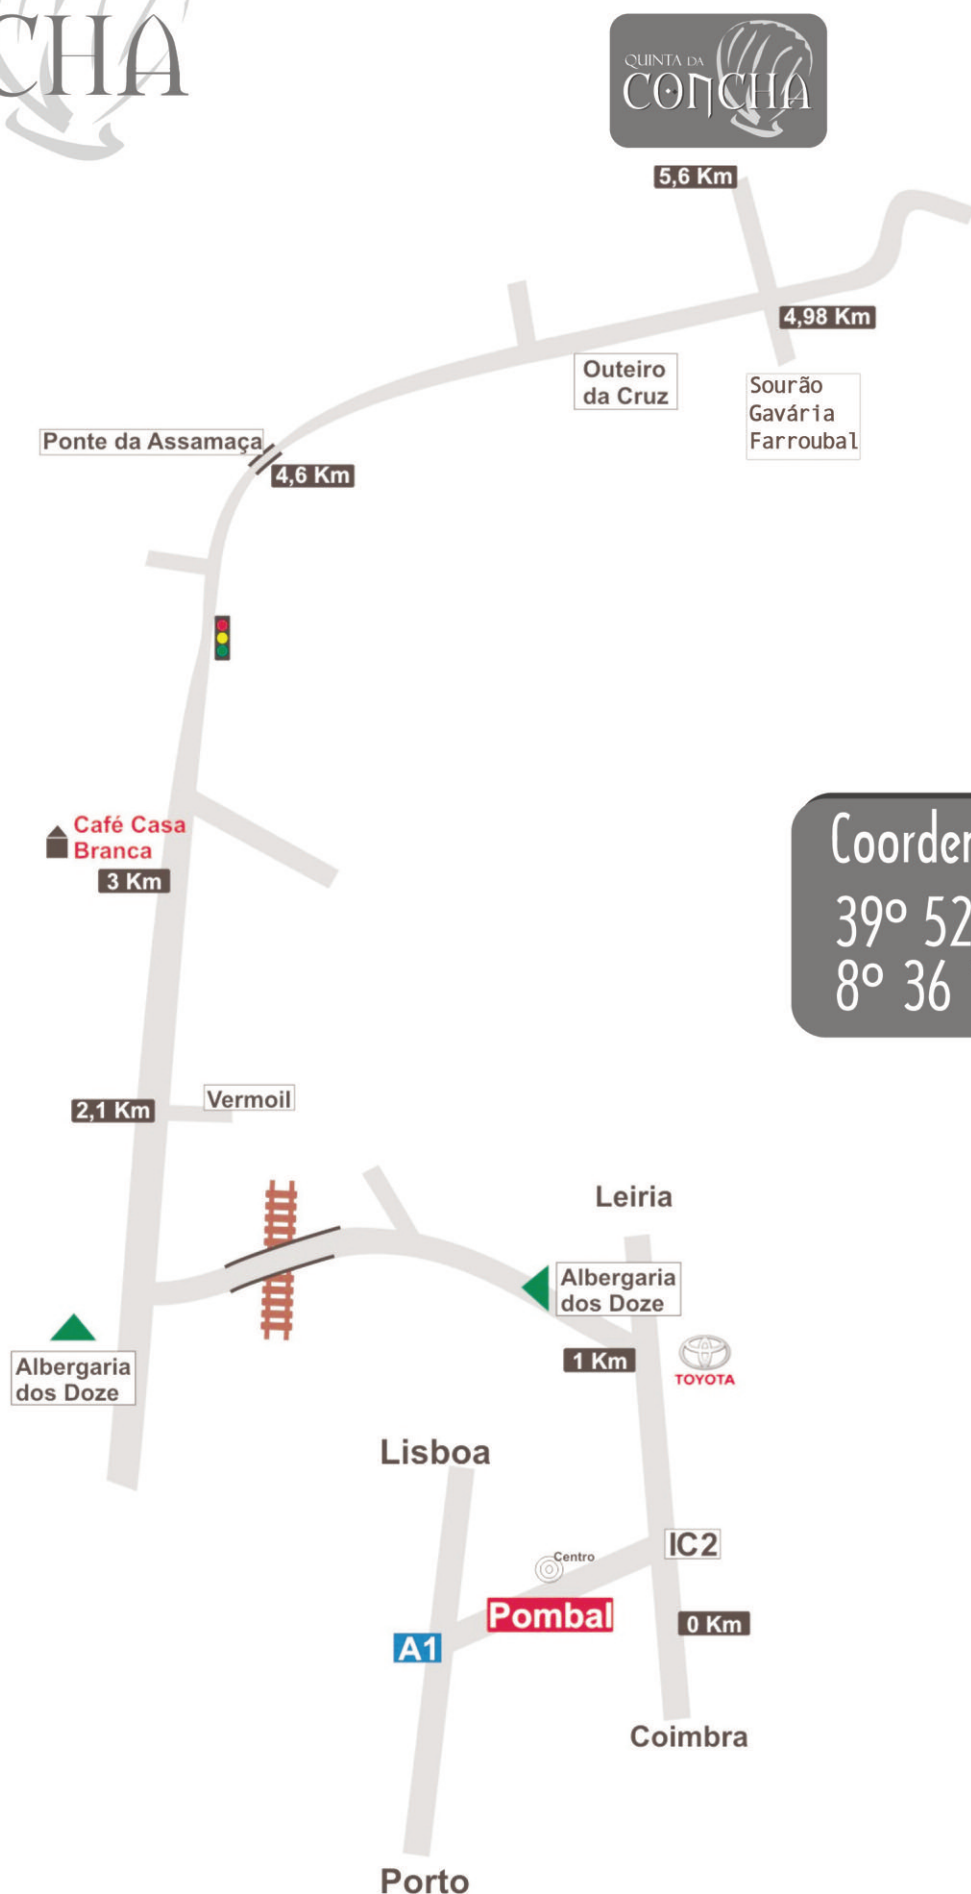 CHA
QUINTA DA
CONCHA
5,6 Km
4,98 Km
Outeiro
da Cruz
Sourão
Gavária
Farroubal
Ponte da Assamaça
4,6 Km
Café Casa
Branca
3 Km
39º 52
8º 36
2,1 Km
Vermoil
Leiria
Albergaria
dos Doze
1 Km
TOYOTA
Albergaria
dos Doze
Lisboa
IC2
Centro
Pombal
0 Km
A1
Coimbra
Porto